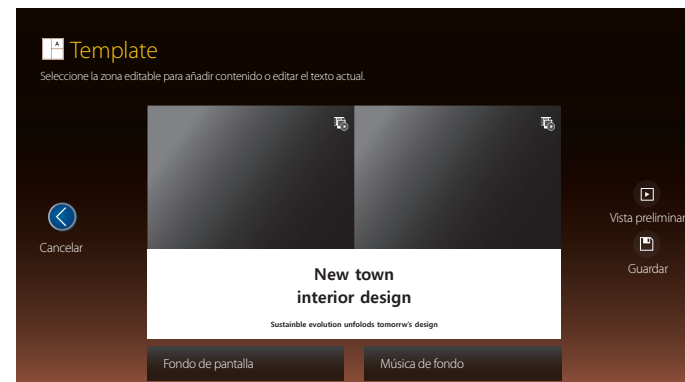 Template
Seleccione la zona editable para añadir contenido o editar el texto actual.
Cancelar
New town
interior design
Sustainble evolution unfolods tomorrw's design
Vista preliminar
Guardar
Fondo de pantalla
Música de fondo